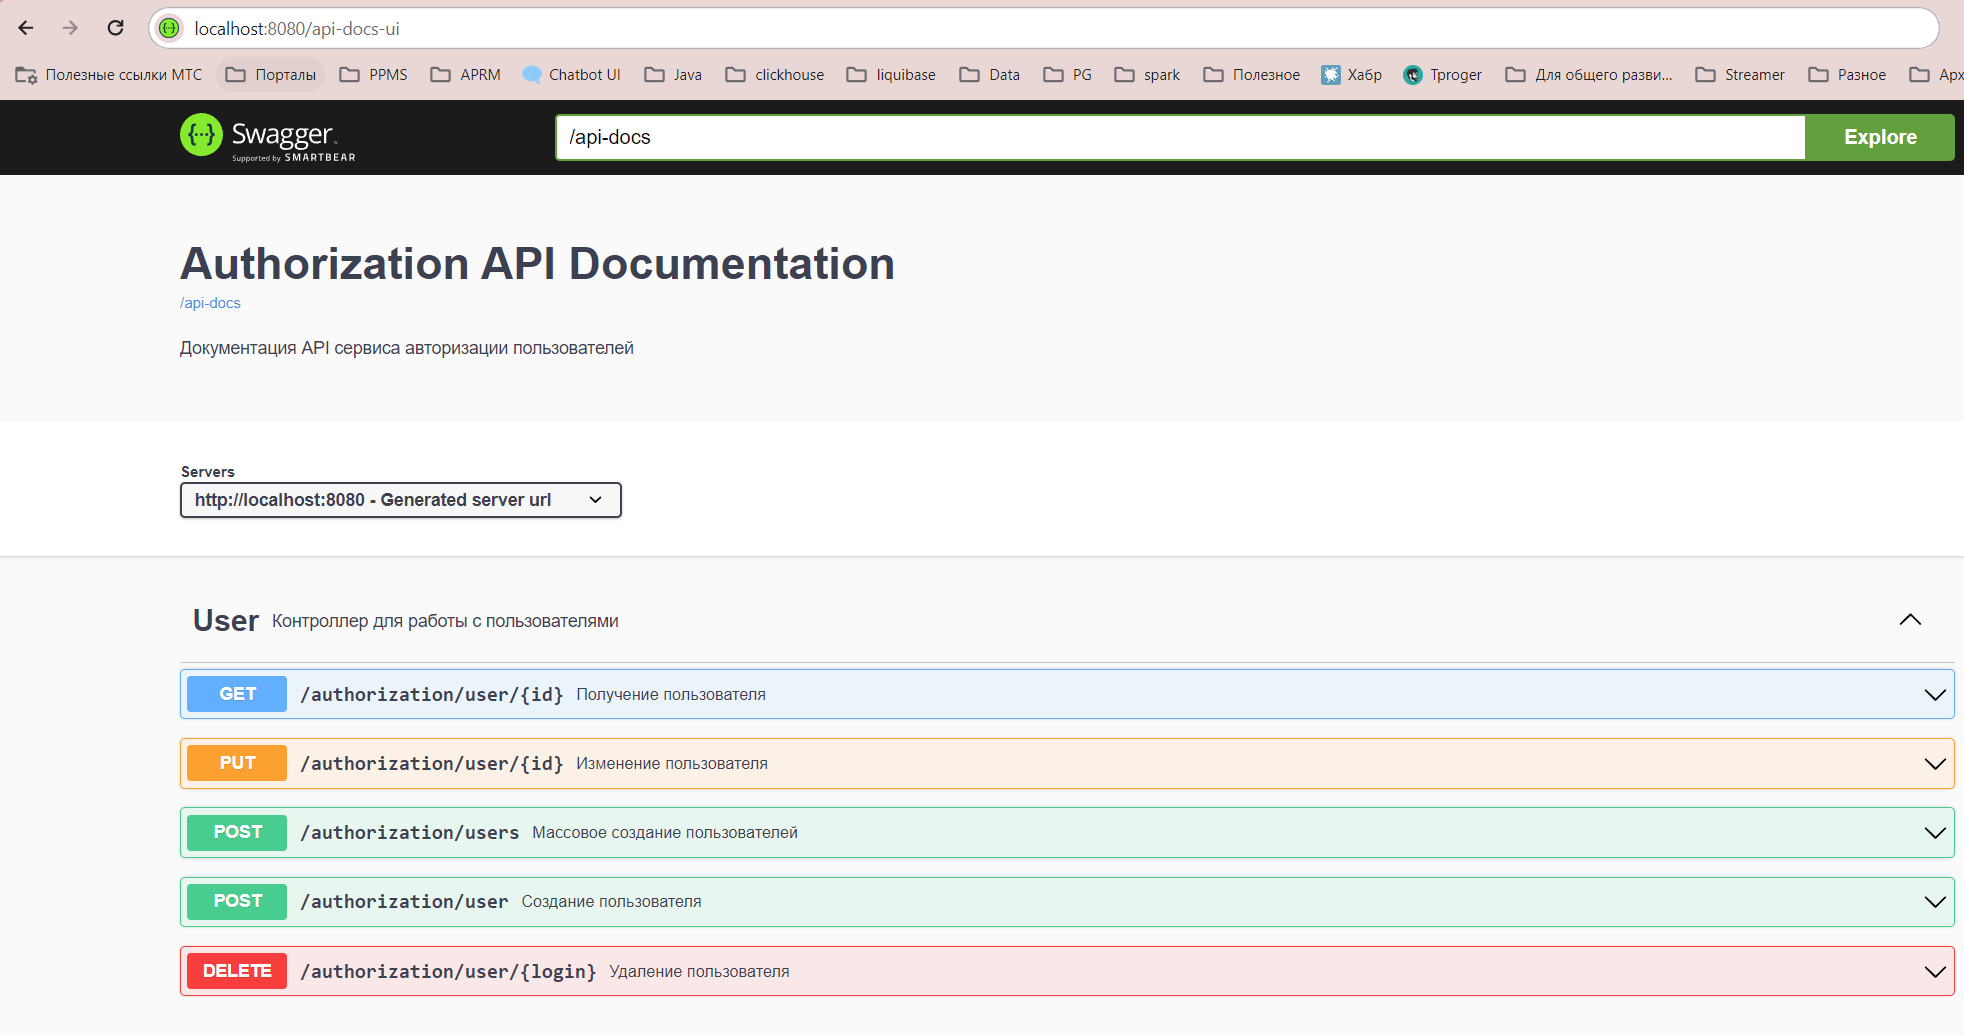 localhost:8080/api-docs-ui
Полезные ссылки МТС Порталы PPMS APRM Chatbot UI Java clickhouse liquibase Data PG spark Полезное Хабр Tproger Для общего разви... Streamer Разное Арх
Swagger
Supported by SMARTBEAR
/api-docs Explore
Authorization API Documentation
/api-docs
Документация API сервиса авторизации пользователей
Servers
http://localhost:8080 - Generated server url
User Контроллер для работы с пользователями
GET /authorization/user/{id} Получение пользователя
PUT /authorization/user/{id} Изменение пользователя
POST /authorization/users Массовое создание пользователей
POST /authorization/user Создание пользователя
DELETE /authorization/user/{login} Удаление пользователя